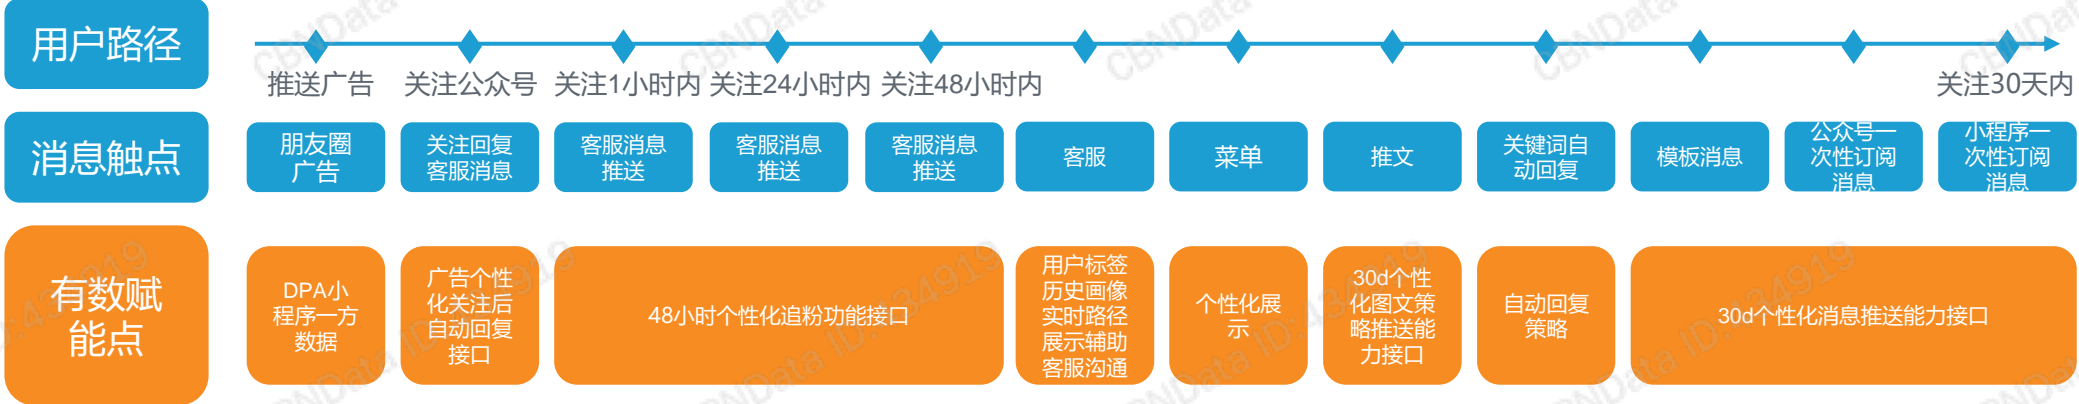 用户路径
推送广告
关注公众号
关注1小时内
关注24小时内
关注48小时内
关注30天内
消息触点
朋友圈
广告
关注回复
客服消息
客服消息
推送
客服消息
推送
客服消息
推送
客服
菜单
推文
关键词自
动回复
模板消息
公众号一
次性订阅
消息
小程序一
次性订阅
消息
有数赋
能点
DPA小
程序一方
数据
广告个性
化关注后
自动回复
接口
48小时个性化追粉功能接口
用户标签
历史画像
实时路径
展示辅助
客服沟通
个性化展
示
30d个性
化图文策
略推送能
力接口
自动回复
策略
30d个性化消息推送能力接口